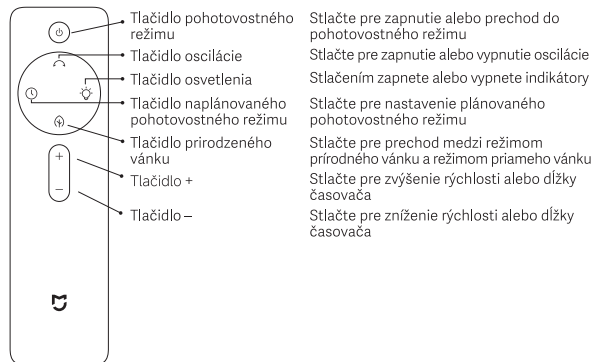 Tlačidlo pohotovostného
režimu
Stlačte pre zapnutie alebo prechod do
pohotovostného režimu
Tlačidlo oscilácie
Stlačte pre zapnutie alebo vypnutie oscilácie
Tlačidlo osvetlenia
Stlačením zapnete alebo vypnete indikátory
Tlačidlo naplánovaného
pohotovostného režimu
Stlačte pre nastavenie plánovaného
pohotovostného režimu
Tlačidlo prirodzeného
vánku
Stlačte pre prechod medzi režimom
prírodného vánku a režimom priameho vánku
Tlačidlo +
Stlačte pre zvýšenie rýchlosti alebo dĺžky
časovača
Tlačidlo –
Stlačte pre zníženie rýchlosti alebo dĺžky
časovača
+
–